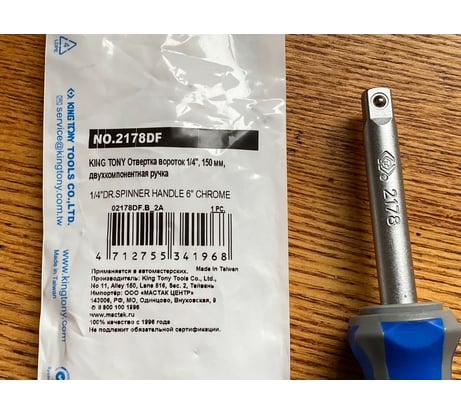 NO.2178DF
KING TONY Отвертка вороток 1/4", 150 мм,
двухкомпонентная ручка
1/4"DR.SPINNER HANDLE 6" CHROME
02178DF.B_2A 1 PC.
4 712755 341968
Made in Taiwan
Применяется в автомастерских.
Производитель: King Tony Tools Co., Ltd.,
No 11, Alley 150, Lane 516, Sec. 2, Тайвань
Импортёр: ООО «МАСТАК ЦЕНТР»
143006, РФ, МО, Одинцово, Внуковская, 9
8 800 100 1996
www.mactak.ru
100% качество с 1996 года
Не подлежит обязательной сертификации.
KING TONY TOOLS CO.,LTD.
service@kingtony.com.tw
www.kingtony.com
Made in Taiwan
4
2178